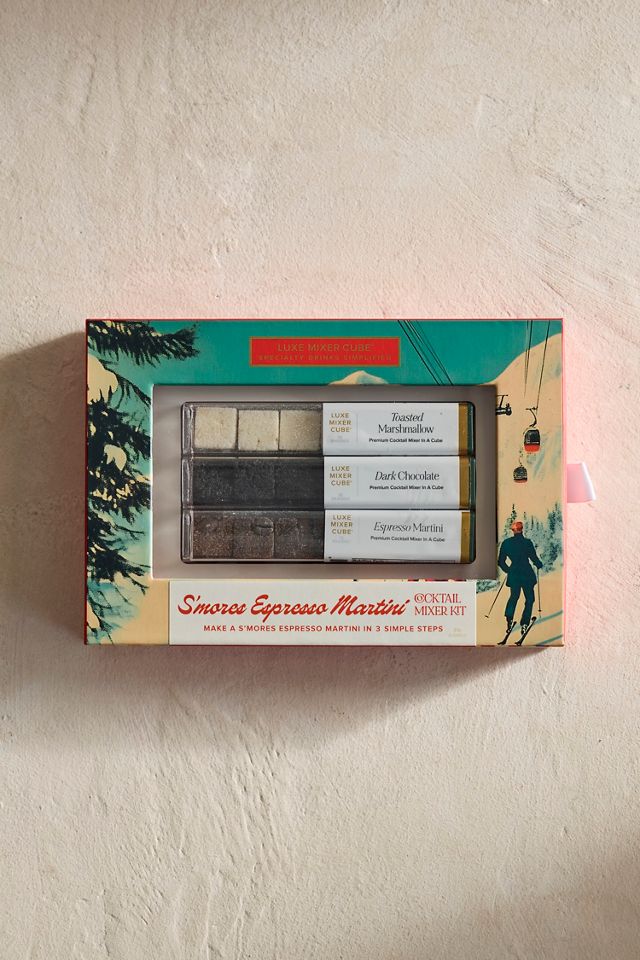 LUXE MIXER CUBE®
SPECIALTY DRINKS SIMPLIFIED
LUXE
MIXER
CUBE®
Toasted
Marshmallow
Premium Cocktail Mixer In A Cube
LUXE
MIXER
CUBE®
Dark Chocolate
Premium Cocktail Mixer In A Cube
LUXE
MIXER
CUBE®
Espresso Martini
Premium Cocktail Mixer In A Cube
S'mores Espresso Martini
COCKTAIL
MIXER KIT
MAKE A S'MORES ESPRESSO MARTINI IN 3 SIMPLE STEPS